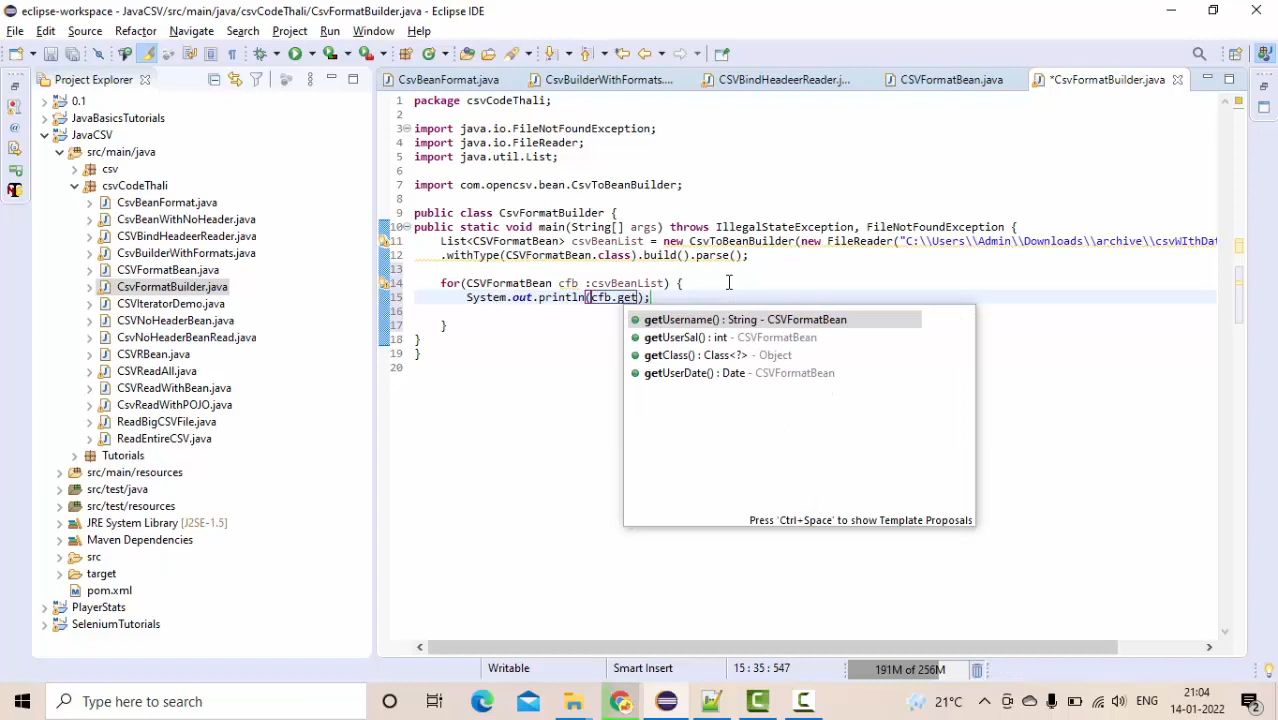 eclipse-workspace - JavaCSV/src/main/java/csvCodeThali/CsvFormatBuilder.java - Eclipse IDE
File Edit Source Refactor Navigate Search Project Run Window Help
Project Explorer
CsvBeanFormat.java
CsvBuilderWithFormats....
CSVBindHeadeerReader.j...
CSVFormatBean.java
*CsvFormatBuilder.java
0.1
JavaBasicsTutorials
JavaCSV
src/main/java
csv
csvCodeThali
CsvBeanFormat.java
CsvBeanWithNoHeader.java
CSVBindHeadeerReader.java
CsvBuilderWithFormats.java
CSVFormatBean.java
CsvFormatBuilder.java
CSVIteratorDemo.java
CSVNoHeaderBean.java
CsvNoHeaderBeanRead.java
CSVRBean.java
CSVReadAll.java
CSVReadWithBean.java
CsvReadWithPOJO.java
ReadBigCSVFile.java
ReadEntireCSV.java
Tutorials
src/main/resources
src/test/java
src/test/resources
JRE System Library [J2SE-1.5]
Maven Dependencies
src
target
pom.xml
PlayerStats
SeleniumTutorials
1 package csvCodeThali;
2
3 import java.io.FileNotFoundException;
4 import java.io.FileReader;
5 import java.util.List;
6
7 import com.opencsv.bean.CsvToBeanBuilder;
8
9 public class CsvFormatBuilder {
10 public static void main(String[] args) throws IllegalStateException, FileNotFoundException {
11 List<CSVFormatBean> csvBeanList = new CsvToBeanBuilder(new FileReader("C:\\Users\\Admin\\Downloads\\archive\\csvWIthDat
12 .withType(CSVFormatBean.class).build().parse();
13
14 for(CSVFormatBean cfb :csvBeanList) {
15 System.out.println(cfb.get);
16
17 }
18 }
19 }
20
getUsername() : String - CSVFormatBean
getUserSal() : int - CSVFormatBean
getClass() : Class<?> - Object
getUserDate() : Date - CSVFormatBean
Press 'Ctrl+Space' to show Template Proposals
Writable
Smart Insert
15 : 35 : 547
191M of 256M
Type here to search
21°C
ENG
21:04
14-01-2022
2